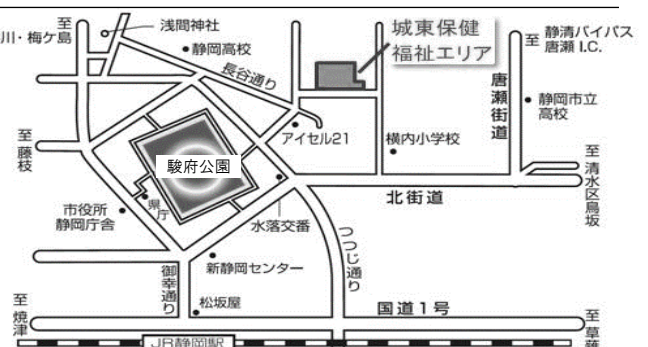 至
川・梅ケ島
浅間神社
静岡高校
長谷通り
城東保健
福祉エリア
至 静清バイパス
唐瀬 I.C.
唐瀬街道
静岡市立
高校
至藤枝
駿府公園
アイセル21
横内小学校
至清水区鳥坂
北街道
県庁
市役所
静岡庁舎
水落交番
つつじ通り
新静岡センター
御幸通り
松坂屋
国道1号
至焼津
至草薙
JR静岡駅